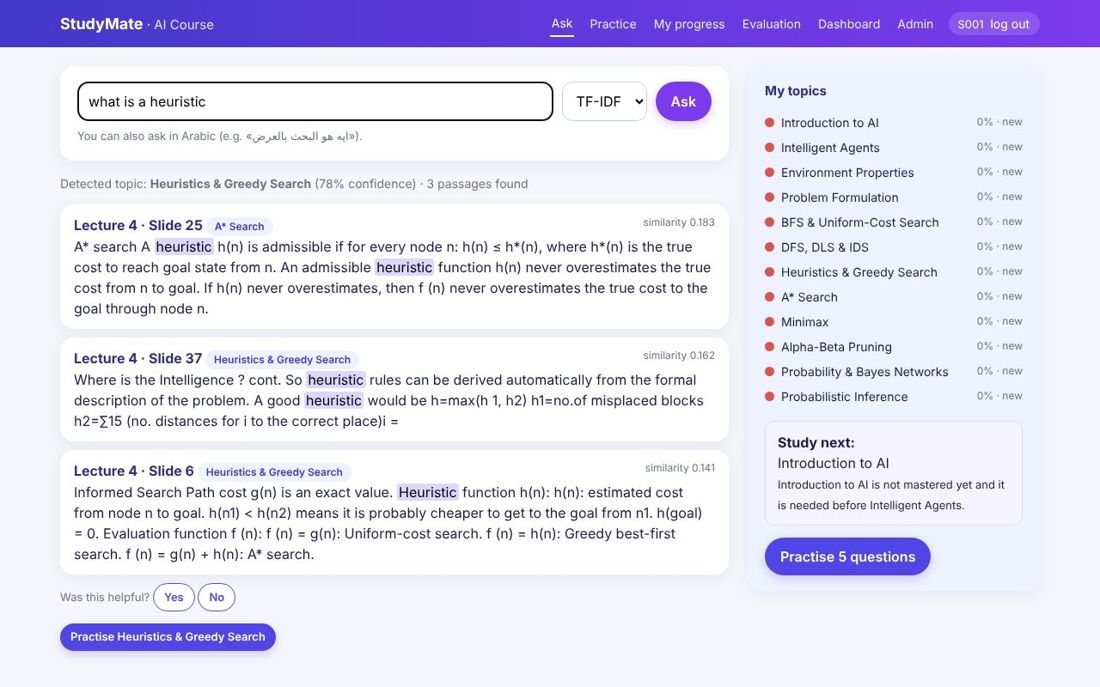 StudyMate · AI Course
Ask Practice My progress Evaluation Dashboard Admin S001 log out
what is a heuristic
TF-IDF
Ask
You can also ask in Arabic (e.g. «ايه هو البحث بالعرض»).
Detected topic: Heuristics & Greedy Search (78% confidence) · 3 passages found
Lecture 4 · Slide 25 A* Search similarity 0.183
A* search A heuristic h(n) is admissible if for every node n: h(n) ≤ h*(n), where h*(n) is the true
cost to reach goal state from n. An admissible heuristic function h(n) never overestimates the true
cost from n to goal. If h(n) never overestimates, then f (n) never overestimates the true cost to the
goal through node n.
Lecture 4 · Slide 37 Heuristics & Greedy Search similarity 0.162
Where is the Intelligence ? cont. So heuristic rules can be derived automatically from the formal
description of the problem. A good heuristic would be h=max(h 1, h2) h1=no.of misplaced blocks
h2=∑15 (no. distances for i to the correct place)i =
Lecture 4 · Slide 6 Heuristics & Greedy Search similarity 0.141
Informed Search Path cost g(n) is an exact value. Heuristic function h(n): h(n): estimated cost
from node n to goal. h(n1) < h(n2) means it is probably cheaper to get to the goal from n1. h(goal)
= 0. Evaluation function f (n): f (n) = g(n): Uniform-cost search. f (n) = h(n): Greedy best-first
search. f (n) = g(n) + h(n): A* search.
Was this helpful? Yes No
Practise Heuristics & Greedy Search
My topics
Introduction to AI 0% · new
Intelligent Agents 0% · new
Environment Properties 0% · new
Problem Formulation 0% · new
BFS & Uniform-Cost Search 0% · new
DFS, DLS & IDS 0% · new
Heuristics & Greedy Search 0% · new
A* Search 0% · new
Minimax 0% · new
Alpha-Beta Pruning 0% · new
Probability & Bayes Networks 0% · new
Probabilistic Inference 0% · new
Study next:
Introduction to AI
Introduction to AI is not mastered yet and it
is needed before Intelligent Agents.
Practise 5 questions